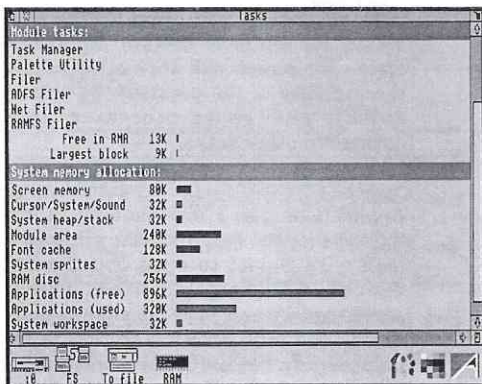 Tasks
Module tasks:
Task Manager
Palette Utility
Filer
ADFS Filer
Net Filer
RAMFS Filer
Free in RMA 13K
Largest block 9K
System memory allocation:
Screen memory 80K
Cursor/System/Sound 32K
System heap/stack 32K
Module area 240K
Font cache 128K
System sprites 32K
RAM disc 256K
Applications (free) 896K
Applications (used) 320K
System workspace 32K
:0 FS To file RAM